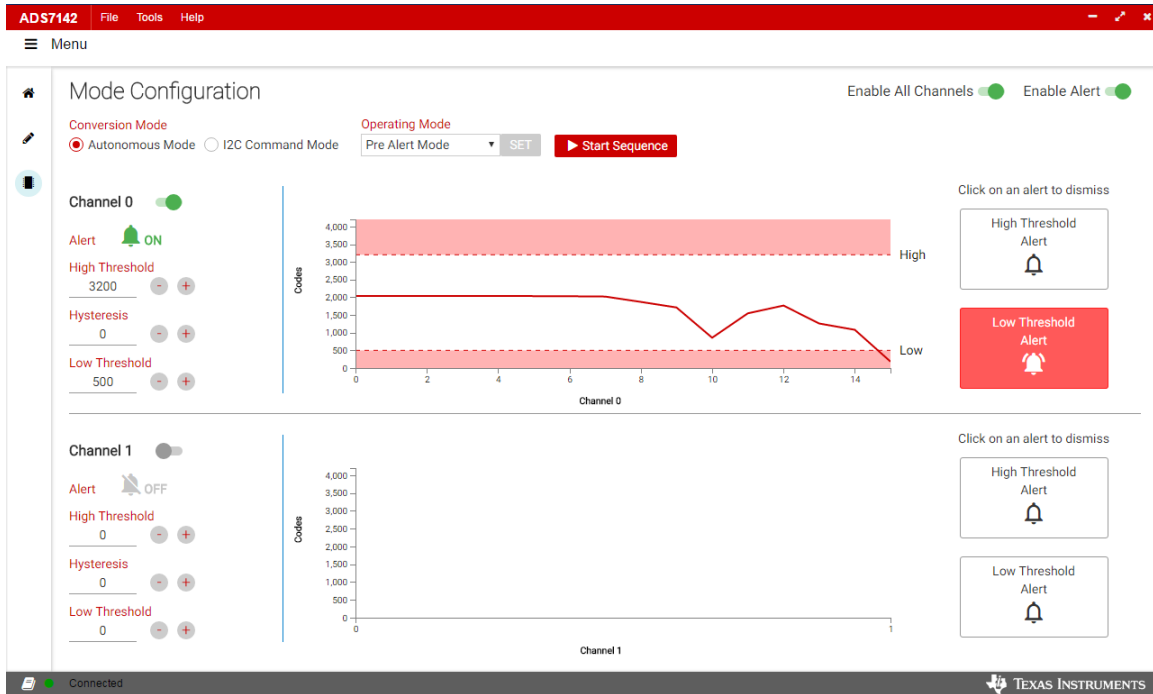 ADS7142 File Tools Help
Menu
Mode Configuration
Enable All Channels Enable Alert
Conversion Mode
Autonomous Mode I2C Command Mode
Operating Mode
Pre Alert Mode SET Start Sequence
Channel 0
Alert ON
High Threshold
3200 - +
Hysteresis
0 - +
Low Threshold
500 - +
Codes
4,000
3,500
3,000
2,500
2,000
1,500
1,000
500
0
0 2 4 6 8 10 12 14
Channel 0
High
Low
Click on an alert to dismiss
High Threshold
Alert
Low Threshold
Alert
Channel 1
Alert OFF
High Threshold
0 - +
Hysteresis
0 - +
Low Threshold
0 - +
Codes
4,000
3,500
3,000
2,500
2,000
1,500
1,000
500
0
0 1
Channel 1
Click on an alert to dismiss
High Threshold
Alert
Low Threshold
Alert
Connected
TEXAS INSTRUMENTS